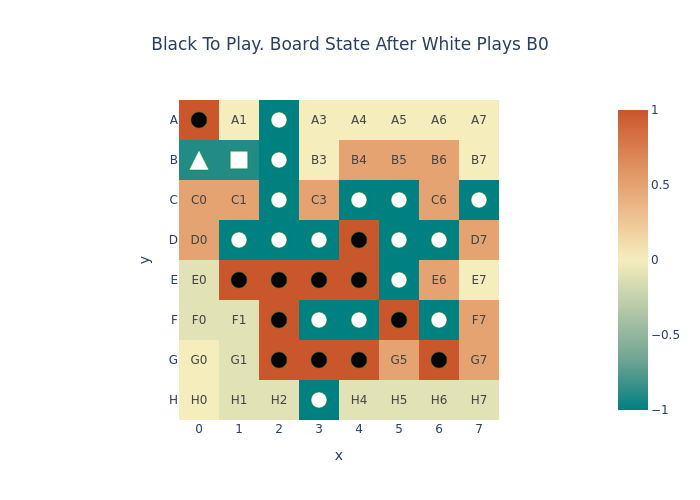 Black To Play. Board State After White Plays B0
A A1 A3 A4 A5 A6 A7
B B3 B4 B5 B6 B7
C C0 C1 C3 C6
D D0 D7
E E0 E6 E7
F F0 F1 F7
G G0 G1 G5 G7
H H0 H1 H2 H4 H5 H6 H7
0 1 2 3 4 5 6 7
x
y
1
0.5
0
−0.5
−1